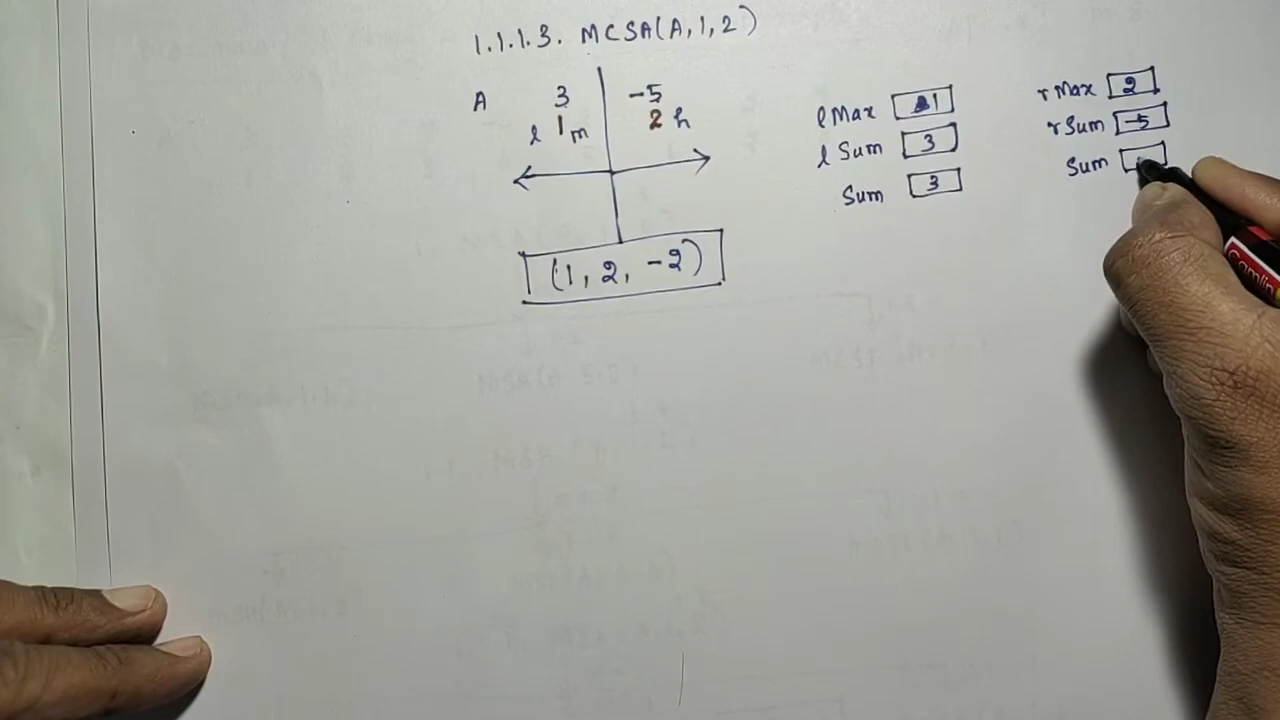 1.1.1.3. MCSA(A,1,2)
A 3 -5
l 1 m 2 h
(1, 2, -2)
lMax 1
lSum 3
Sum 3
rMax 2
rSum -5
Sum
Camlin